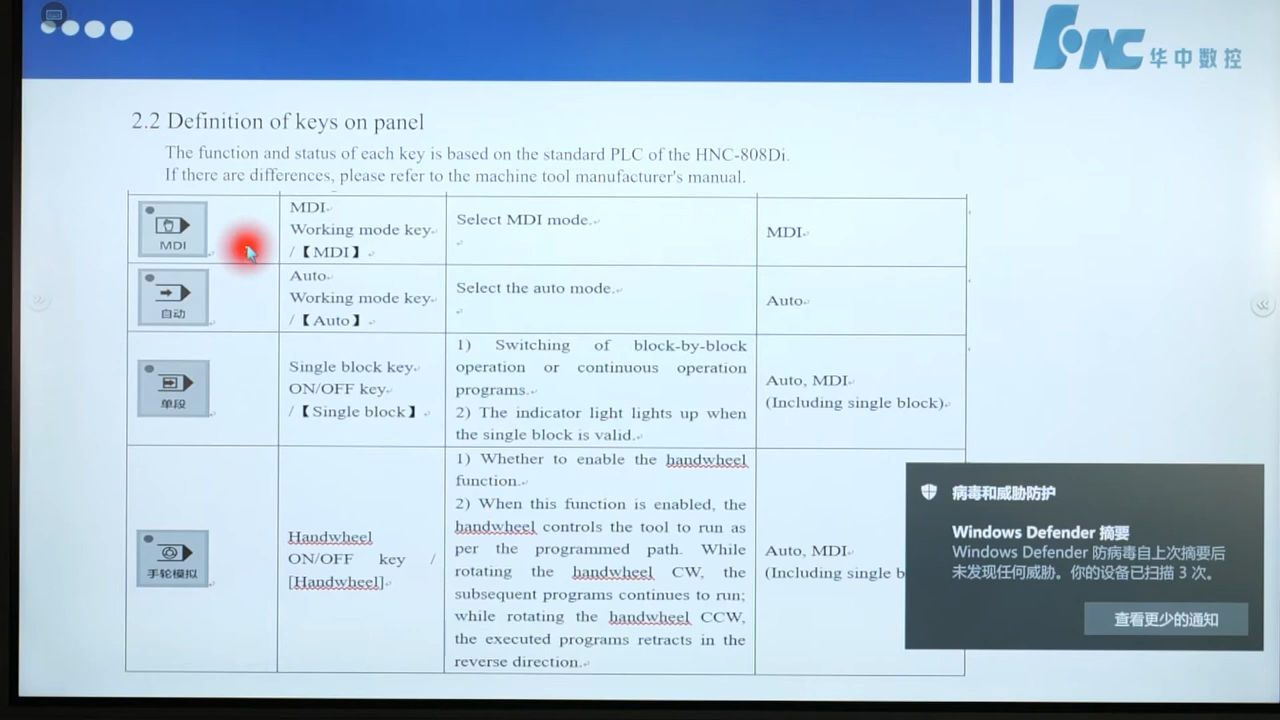 HNC 华中数控
2.2 Definition of keys on panel
The function and status of each key is based on the standard PLC of the HNC-808Di.
If there are differences, please refer to the machine tool manufacturer's manual.
MDI
MDI
Working mode key
/【MDI】
Select MDI mode.
MDI
自动
Auto
Working mode key
/【Auto】
Select the auto mode.
Auto
单段
Single block key
ON/OFF key
/【Single block】
1) Switching of block-by-block
operation or continuous operation
programs.
2) The indicator light lights up when
the single block is valid.
Auto, MDI
(Including single block)
手轮模拟
Handwheel
ON/OFF key /
[Handwheel]
1) Whether to enable the handwheel
function.
2) When this function is enabled, the
handwheel controls the tool to run as
per the programmed path. While
rotating the handwheel CW, the
subsequent programs continues to run;
while rotating the handwheel CCW,
the executed programs retracts in the
reverse direction.
Auto, MDI
(Including single b
病毒和威胁防护
Windows Defender 摘要
Windows Defender 防病毒自上次摘要后
未发现任何威胁。你的设备已扫描 3 次。
查看更少的通知